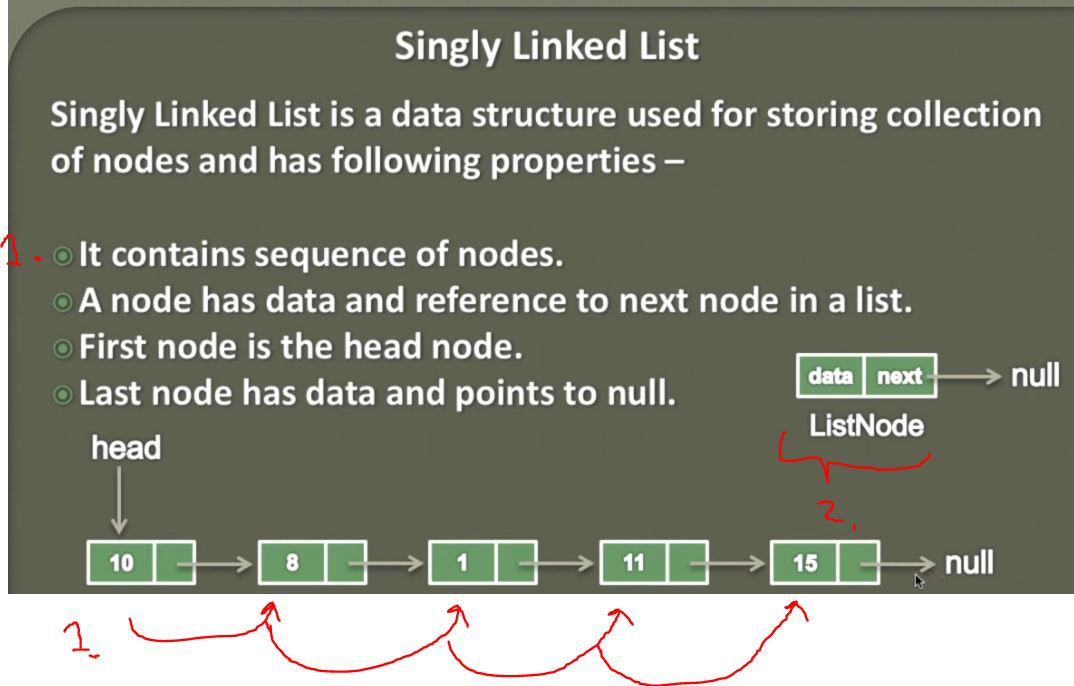 Singly Linked List
Singly Linked List is a data structure used for storing collection
of nodes and has following properties –
1. It contains sequence of nodes.
A node has data and reference to next node in a list.
First node is the head node.
Last node has data and points to null.
data next null
ListNode
head
2.
10 8 1 11 15 null
1.